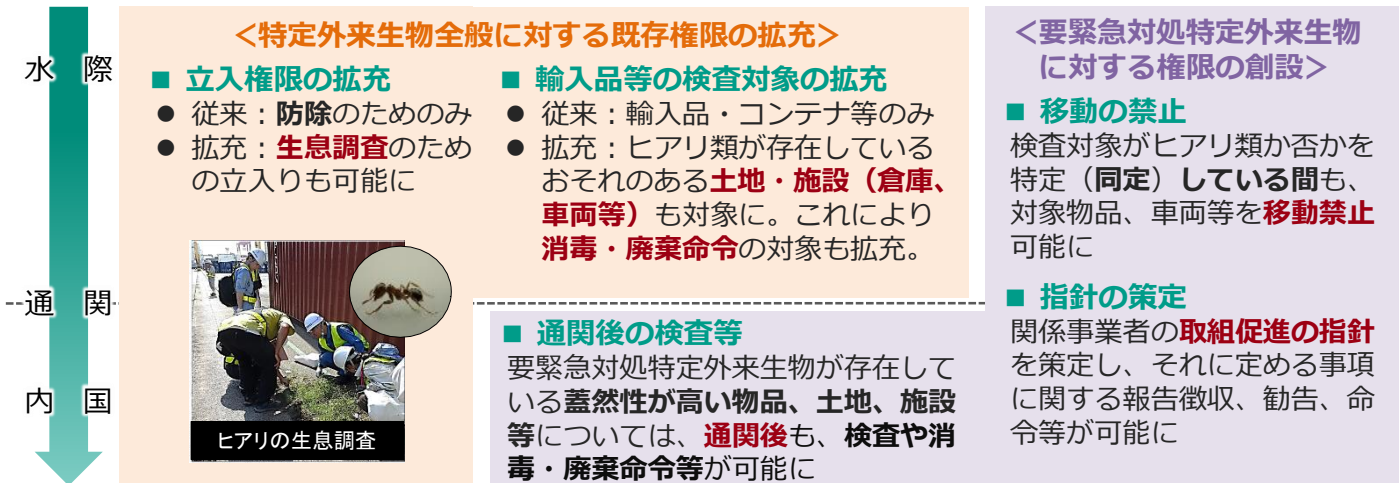 水際
通関
国内
<特定外来生物全般に対する既存権限の拡充>
■ 立入権限の拡充
● 従来：防除のためのみ
● 拡充：生息調査のため
の立入りも可能に
ヒアリの生息調査
■ 輸入品等の検査対象の拡充
● 従来：輸入品・コンテナ等のみ
● 拡充：ヒアリ類が存在している
おそれのある土地・施設（倉庫、
車両等）も対象に。これにより
消毒・廃棄命令の対象も拡充。
■ 通関後の検査等
要緊急対処特定外来生物が存在して
いる蓋然性が高い物品、土地、施設
等については、通関後も、検査や消
毒・廃棄命令等が可能に
<要緊急対処特定外来生物
に対する権限の創設>
■ 移動の禁止
検査対象がヒアリ類か否かを
特定（同定）している間も、
対象物品、車両等を移動禁止
可能に
■ 指針の策定
関係事業者の取組促進の指針
を策定し、それに定める事項
に関する報告徴収、勧告、命
令等が可能に